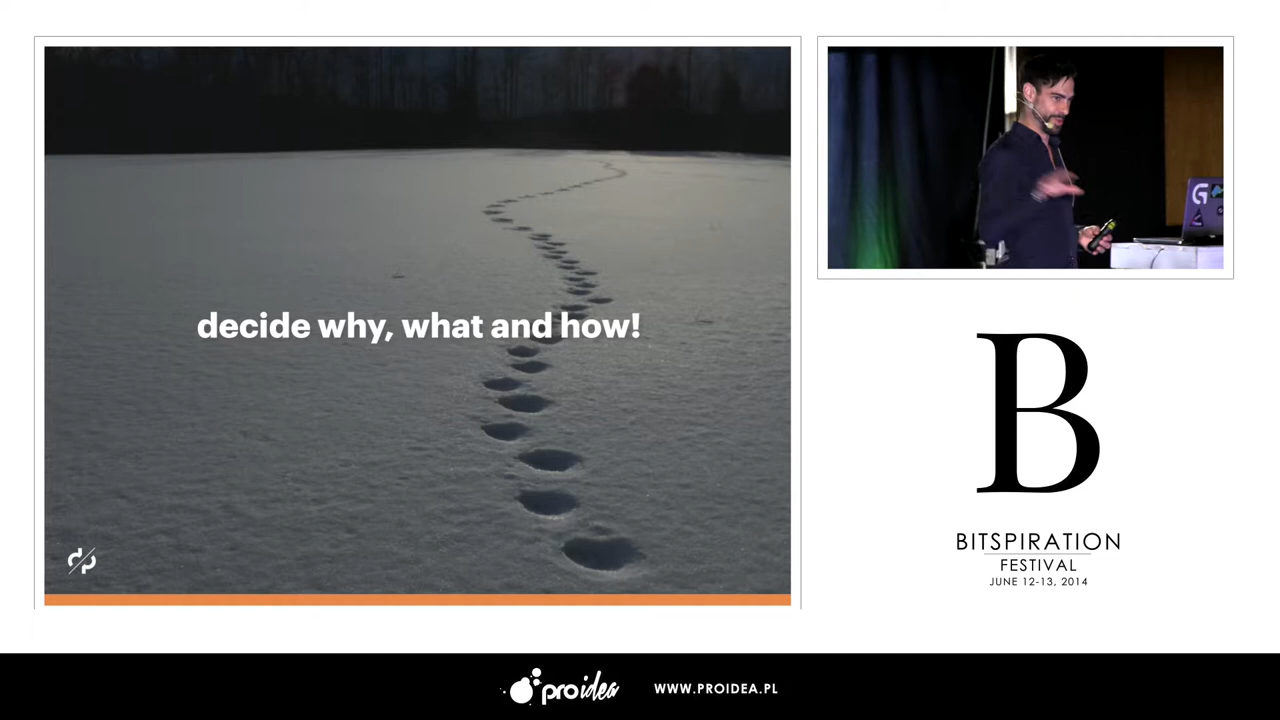 decide why, what and how!
d/p
G
B
BITSPIRATION
FESTIVAL
JUNE 12-13, 2014
proidea
WWW.PROIDEA.PL